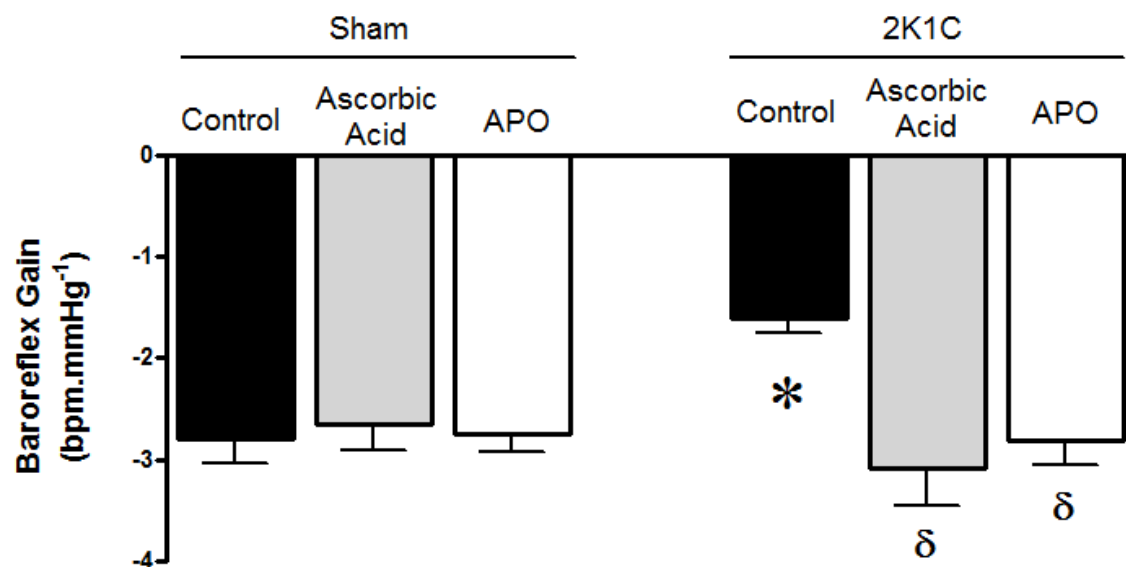 Sham
2K1C
Control
Ascorbic
Acid
APO
Control
Ascorbic
Acid
APO
0
-1
-2
-3
-4
Baroreflex Gain
(bpm.mmHg⁻¹)
*
δ
δ